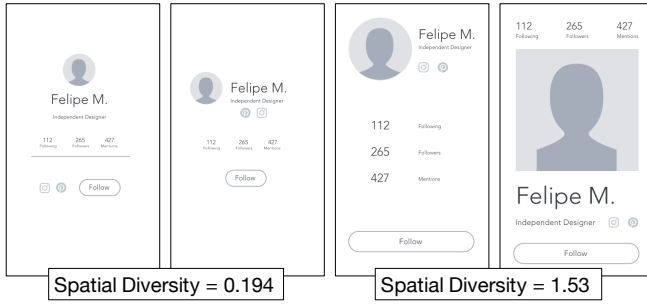 Felipe M.
Independent Designer
112 265 427
Following Followers Mentions
Follow
Felipe M.
Independent Designer
112 265 427
Following Followers Mentions
Follow
Spatial Diversity = 0.194
Felipe M.
Independent Designer
112 Following
265 Followers
427 Mentions
Follow
112 265 427
Following Followers Mentions
Felipe M.
Independent Designer
Follow
Spatial Diversity = 1.53